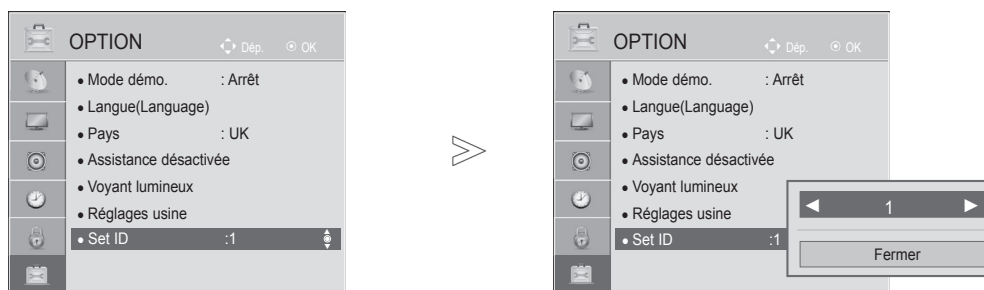 OPTION Dép. OK
• Mode démo. : Arrêt
• Langue(Language)
• Pays : UK
• Assistance désactivée
• Voyant lumineux
• Réglages usine
• Set ID :1
OPTION Dép. OK
• Mode démo. : Arrêt
• Langue(Language)
• Pays : UK
• Assistance désactivée
• Voyant lumineux
• Réglages usine
• Set ID :1
◄ 1 ►
Fermer